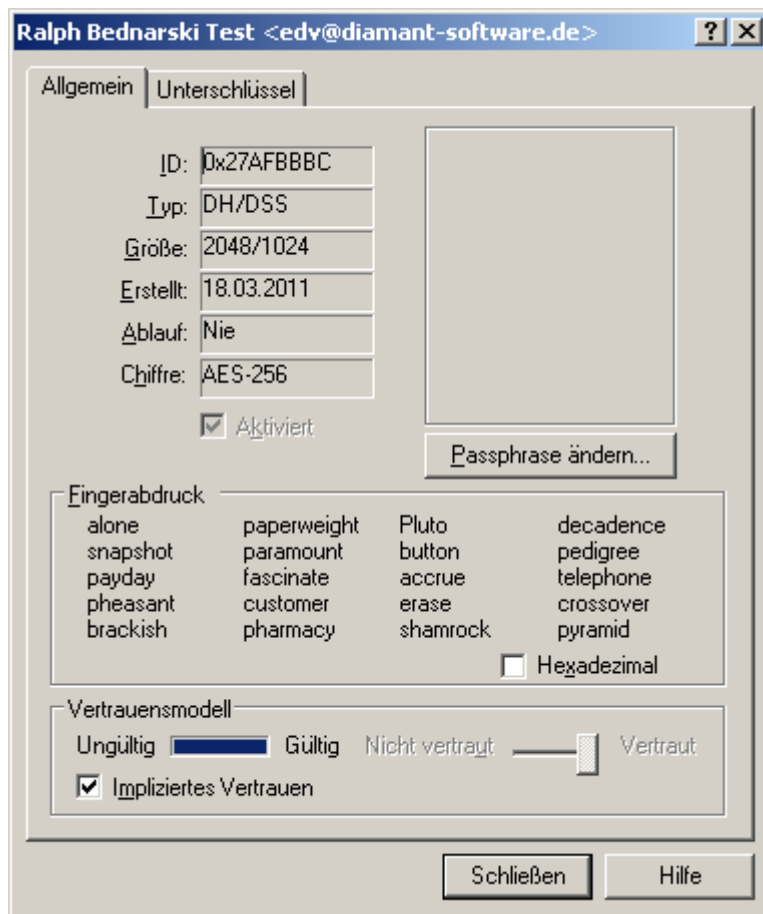 Ralph Bednarski Test <edv@diamant-software.de>
Allgemein Unterschlüssel
ID: 0x27AFBBBC
Typ: DH/DSS
Größe: 2048/1024
Erstellt: 18.03.2011
Ablauf: Nie
Chiffre: AES-256
Aktiviert
Passphrase ändern...
Fingerabdruck
alone paperweight Pluto decadence
snapshot paramount button pedigree
payday fascinate accrue telephone
pheasant customer erase crossover
brackish pharmacy shamrock pyramid
Hexadezimal
Vertrauensmodell
Ungültig Gültig Nicht vertraut Vertraut
Impliziertes Vertrauen
Schließen Hilfe